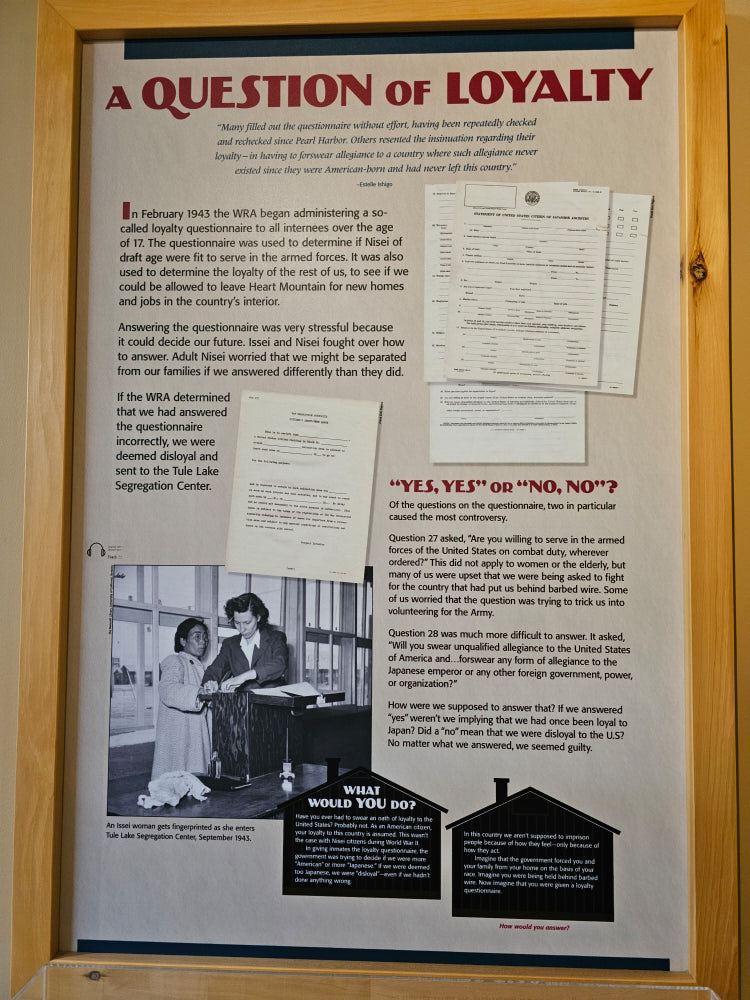 A QUESTION OF LOYALTY
“Many filled out the questionnaire without effort, having been repeatedly checked
and rechecked since Pearl Harbor. Others resented the insinuation regarding their
loyalty – in having to forswear allegiance to a country where such allegiance never
existed since they were American-born and had never left this country.”
–Estelle Ishigo
In February 1943 the WRA began administering a so-
called loyalty questionnaire to all internees over the age
of 17. The questionnaire was used to determine if Nisei of
draft age were fit to serve in the armed forces. It was also
used to determine the loyalty of the rest of us, to see if we
could be allowed to leave Heart Mountain for new homes
and jobs in the country’s interior.
Answering the questionnaire was very stressful because
it could decide our future. Issei and Nisei fought over how
to answer. Adult Nisei worried that we might be separated
from our families if we answered differently than they did.
If the WRA determined
that we had answered
the questionnaire
incorrectly, we were
deemed disloyal and
sent to the Tule Lake
Segregation Center.
STATEMENT OF UNITED STATES CITIZEN OF JAPANESE ANCESTRY
“YES, YES” OR “NO, NO”?
Of the questions on the questionnaire, two in particular
caused the most controversy.
Question 27 asked, “Are you willing to serve in the armed
forces of the United States on combat duty, wherever
ordered?” This did not apply to women or the elderly, but
many of us were upset that we were being asked to fight
for the country that had put us behind barbed wire. Some
of us worried that the question was trying to trick us into
volunteering for the Army.
Question 28 was much more difficult to answer. It asked,
“Will you swear unqualified allegiance to the United States
of America and…forswear any form of allegiance to the
Japanese emperor or any other foreign government, power,
or organization?”
How were we supposed to answer that? If we answered
“yes” weren’t we implying that we had once been loyal to
Japan? Did a “no” mean that we were disloyal to the U.S?
No matter what we answered, we seemed guilty.
An Issei woman gets fingerprinted as she enters
Tule Lake Segregation Center, September 1943.
WHAT
WOULD YOU DO?
Have you ever had to swear an oath of loyalty to the
United States? Probably not. As an American citizen,
your loyalty to this country is assumed. This wasn’t
the case with Nisei citizens during World War II.
In giving inmates the loyalty questionnaire, the
government was trying to decide if we were more
“American” or more “Japanese.” If we were deemed
too Japanese, we were “disloyal”—even if we hadn’t
done anything wrong.
In this country we aren’t supposed to imprison
people because of how they feel—only because of
how they act.
Imagine that the government forced you and
your family from your home on the basis of your
race. Imagine you were being held behind barbed
wire. Now imagine that you were given a loyalty
questionnaire.
How would you answer?